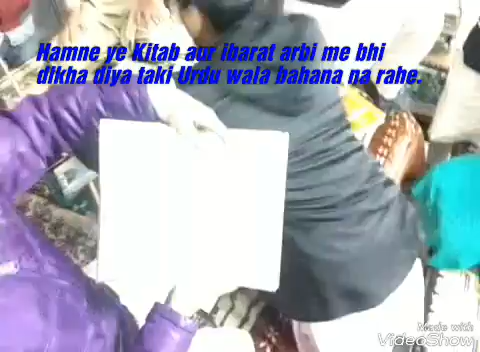 Hamne ye Kitab aur ibarat arbi me bhi
dikha diya taki Urdu wala bahana na rahe.
Made with
VideoShow